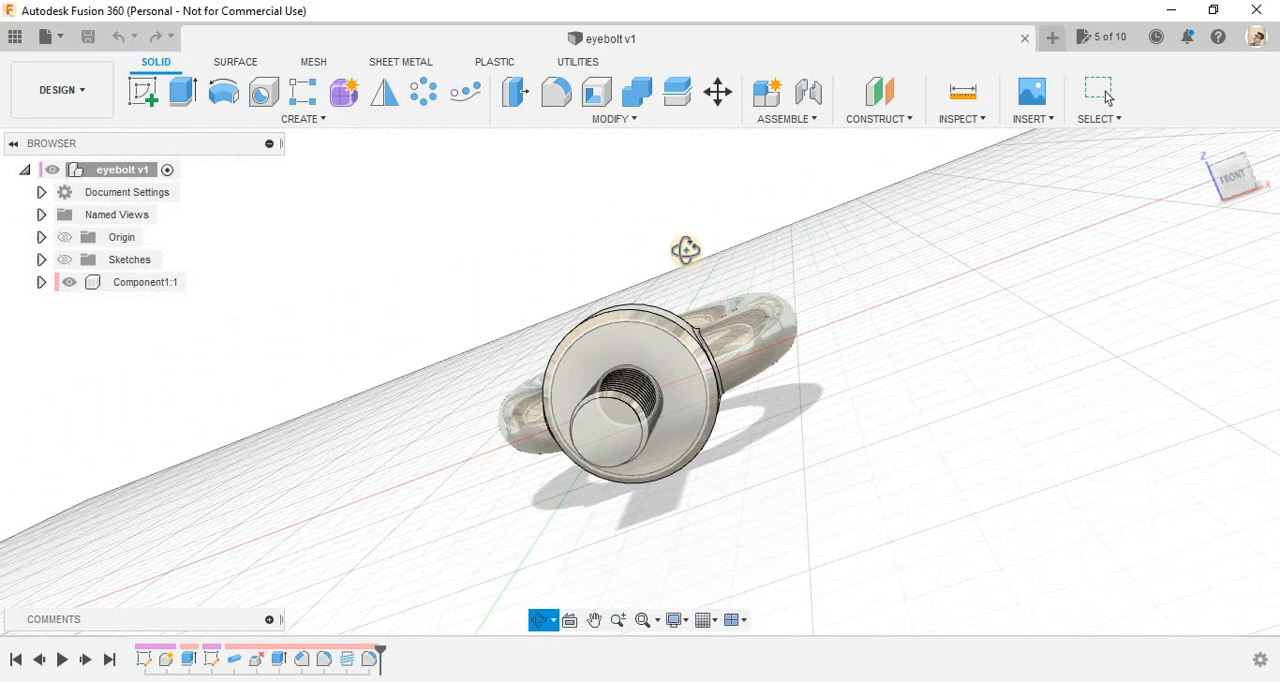 Autodesk Fusion 360 (Personal - Not for Commercial Use)
eyebolt v1
5 of 10
SOLID SURFACE MESH SHEET METAL PLASTIC UTILITIES
DESIGN
CREATE MODIFY ASSEMBLE CONSTRUCT INSPECT INSERT SELECT
BROWSER
eyebolt v1
Document Settings
Named Views
Origin
Sketches
Component1:1
Z
FRONT
X
COMMENTS